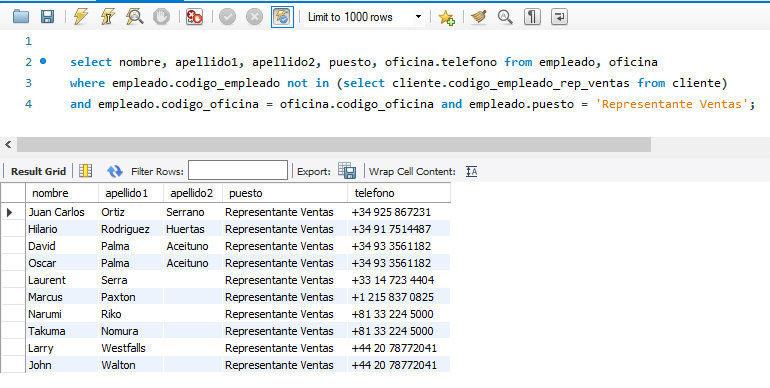 Limit to 1000 rows
1
2 select nombre, apellido1, apellido2, puesto, oficina.telefono from empleado, oficina
3 where empleado.codigo_empleado not in (select cliente.codigo_empleado_rep_ventas from cliente)
4 and empleado.codigo_oficina = oficina.codigo_oficina and empleado.puesto = 'Representante Ventas';
Result Grid Filter Rows: Export: Wrap Cell Content: IA
nombre apellido1 apellido2 puesto telefono
Juan Carlos Ortiz Serrano Representante Ventas +34 925 867231
Hilario Rodriguez Huertas Representante Ventas +34 91 7514487
David Palma Aceituno Representante Ventas +34 93 3561182
Oscar Palma Aceituno Representante Ventas +34 93 3561182
Laurent Serra Representante Ventas +33 14 723 4404
Marcus Paxton Representante Ventas +1 215 837 0825
Narumi Riko Representante Ventas +81 33 224 5000
Takuma Nomura Representante Ventas +81 33 224 5000
Larry Westfalls Representante Ventas +44 20 78772041
John Walton Representante Ventas +44 20 78772041